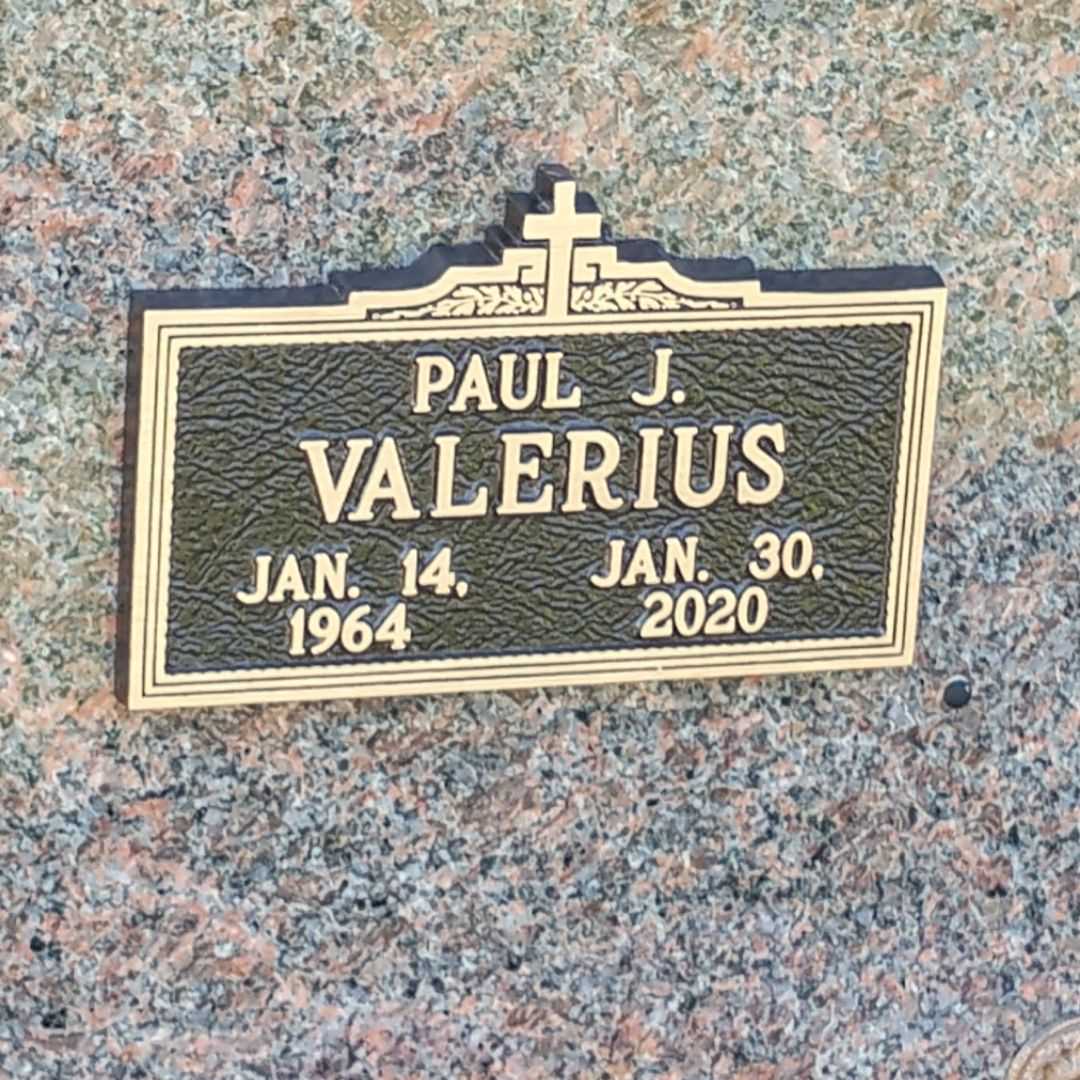 PAUL J.
VALERIUS
JAN. 14, JAN. 30,
1964 2020